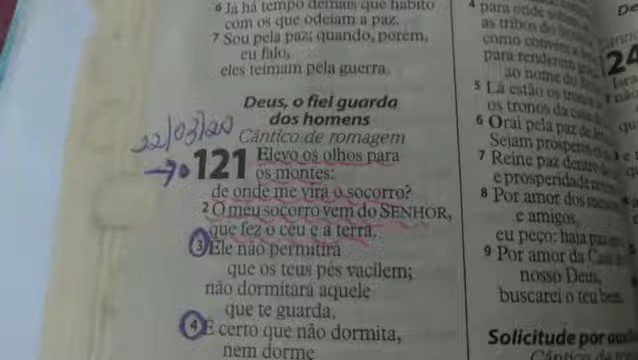 6 Já há tempo demais que habito
com os que odeiam a paz.
7 Sou pela paz; quando, porém,
eu falo,
eles teimam pela guerra.
Deus, o fiel guarda
dos homens
Cântico de romagem
22/03/20
121 Elevo os olhos para
os montes:
de onde me virá o socorro?
2 O meu socorro vem do SENHOR,
que fez o céu e a terra.
3 Ele não permitirá
que os teus pés vacilem;
não dormitará aquele
que te guarda.
4 É certo que não dormita,
nem dorme
4 para onde
as tribos do
como convém
para renderem
ao nome do
5 Lá estão os
os tronos da
6 Orai pela paz de
Sejam prósperos
7 Reine paz dentro
e prosperidade
8 Por amor dos
e amigos,
eu peço: haja paz
9 Por amor da
nosso Deus,
buscarei o teu bem.
Solicitude por
Cântico de
De
24